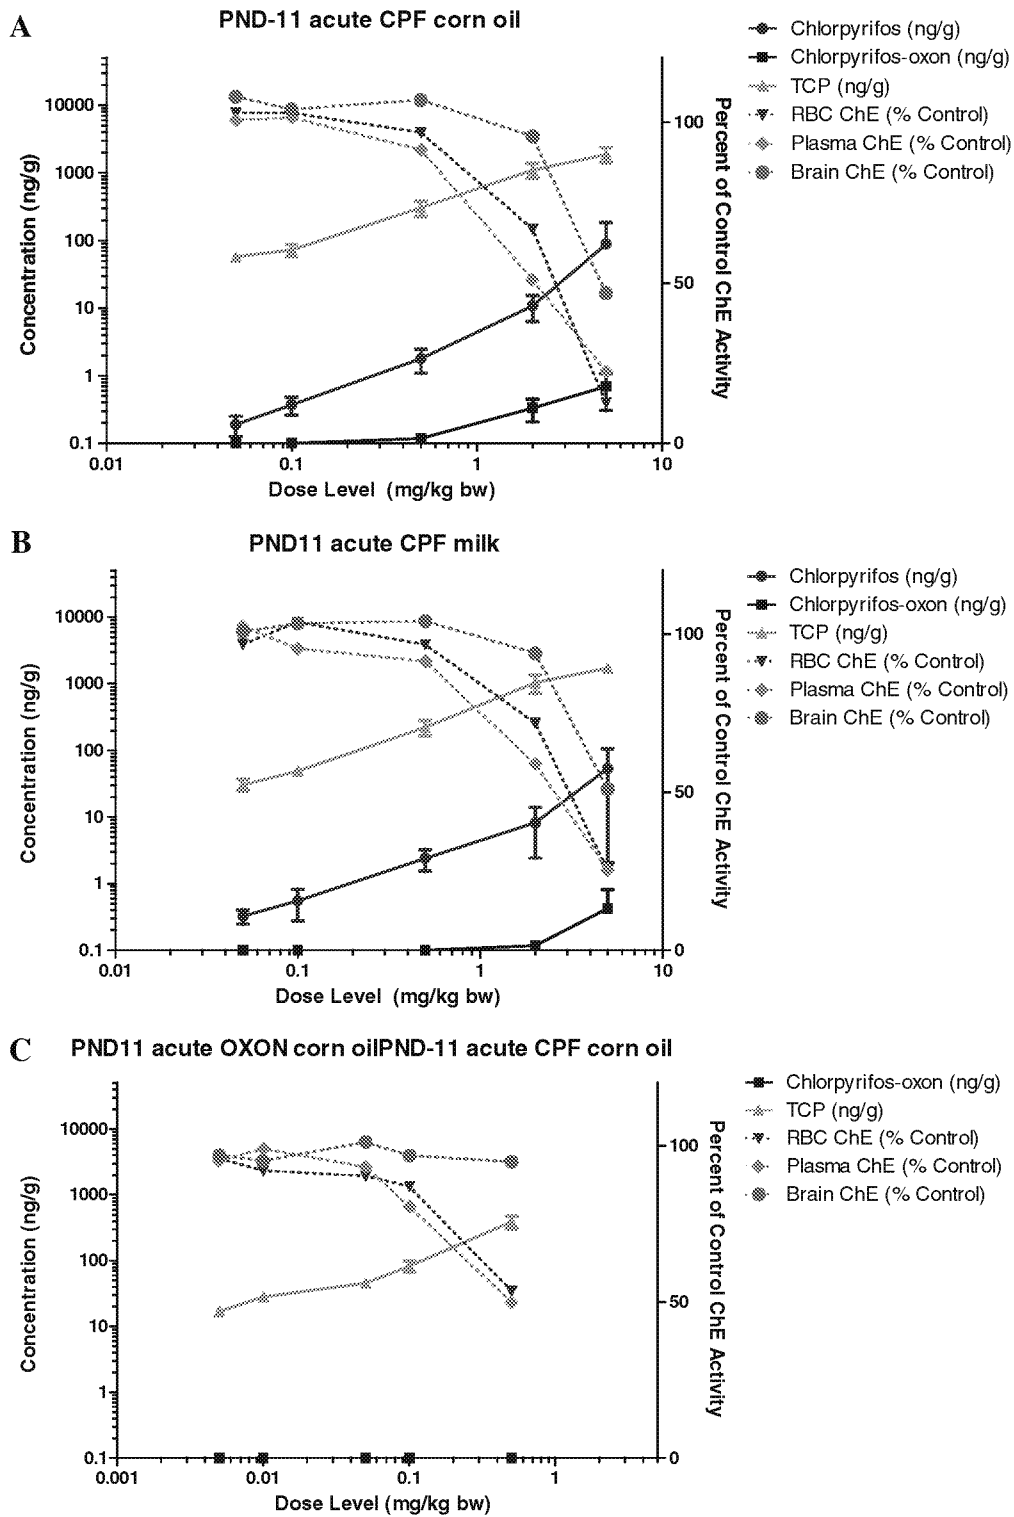 A
PND-11 acute CPF corn oil
Chlorpyrifos (ng/g)
Chlorpyrifos-oxon (ng/g)
TCP (ng/g)
RBC ChE (% Control)
Plasma ChE (% Control)
Brain ChE (% Control)
Concentration (ng/g)
10000
1000
100
10
1
0.1
100
50
0
Percent of Control ChE Activity
0.01
0.1
1
10
Dose Level (mg/kg bw)
B
PND11 acute CPF milk
Chlorpyrifos (ng/g)
Chlorpyrifos-oxon (ng/g)
TCP (ng/g)
RBC ChE (% Control)
Plasma ChE (% Control)
Brain ChE (% Control)
Concentration (ng/g)
10000
1000
100
10
1
0.1
100
50
0
Percent of Control ChE Activity
0.01
0.1
1
10
Dose Level (mg/kg bw)
C
PND11 acute OXON corn oilPND-11 acute CPF corn oil
Chlorpyrifos-oxon (ng/g)
TCP (ng/g)
RBC ChE (% Control)
Plasma ChE (% Control)
Brain ChE (% Control)
Concentration (ng/g)
10000
1000
100
10
1
0.1
100
50
0
Percent of Control ChE Activity
0.001
0.01
0.1
1
Dose Level (mg/kg bw)